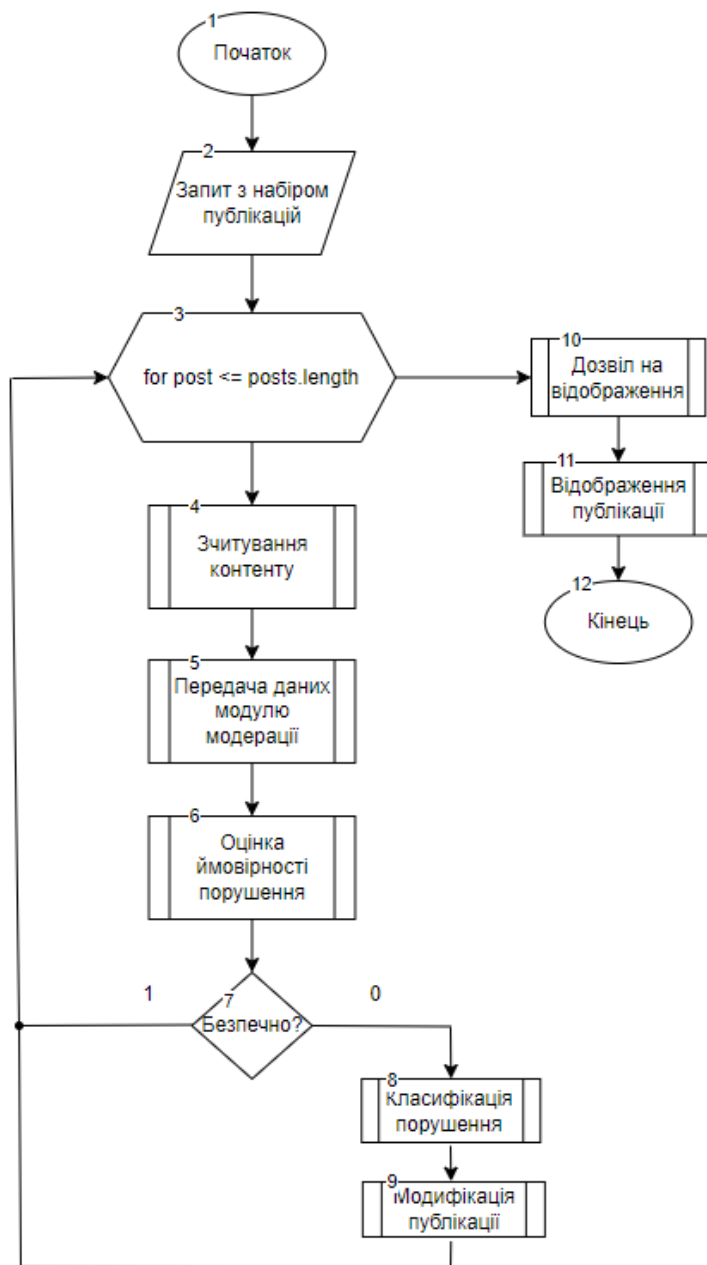 1
Початок
2
Запит з набіром
публікацій
3
for post <= posts.length
4
Зчитування
контенту
5
Передача даних
модулю
модерації
6
Оцінка
ймовірності
порушення
1
7
Безпечно?
0
8
Класифікація
порушення
9
Модифікація
публікації
10
Дозвіл на
відображення
11
Відображення
публікації
12
Кінець